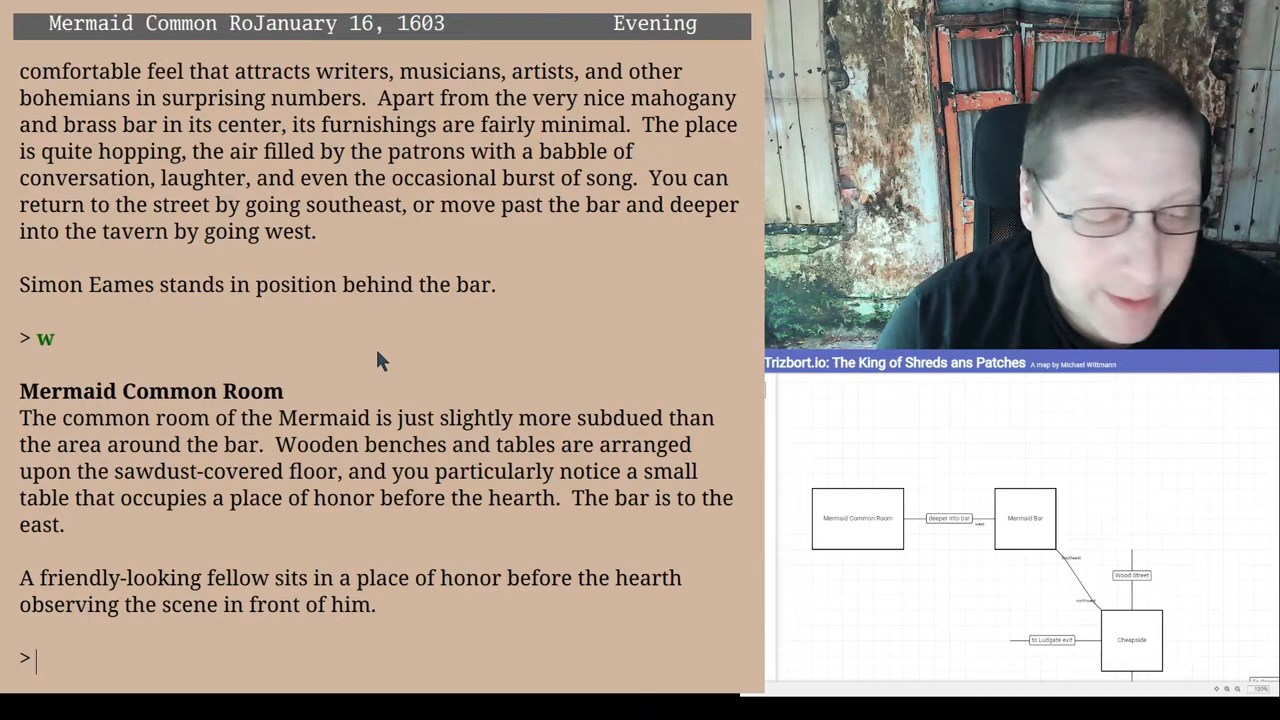 Mermaid Common RoJanuary 16, 1603 Evening
comfortable feel that attracts writers, musicians, artists, and other
bohemians in surprising numbers. Apart from the very nice mahogany
and brass bar in its center, its furnishings are fairly minimal. The place
is quite hopping, the air filled by the patrons with a babble of
conversation, laughter, and even the occasional burst of song. You can
return to the street by going southeast, or move past the bar and deeper
into the tavern by going west.
Simon Eames stands in position behind the bar.
> w
Mermaid Common Room
The common room of the Mermaid is just slightly more subdued than
the area around the bar. Wooden benches and tables are arranged
upon the sawdust-covered floor, and you particularly notice a small
table that occupies a place of honor before the hearth. The bar is to the
east.
A friendly-looking fellow sits in a place of honor before the hearth
observing the scene in front of him.
>
Trizbort.io: The King of Shreds ans Patches A map by Michael Wittmann
Mermaid Common Room
deeper into bar
west
Mermaid Bar
southeast
Wood Street
northwest
to Ludgate exit
Cheapside
100%